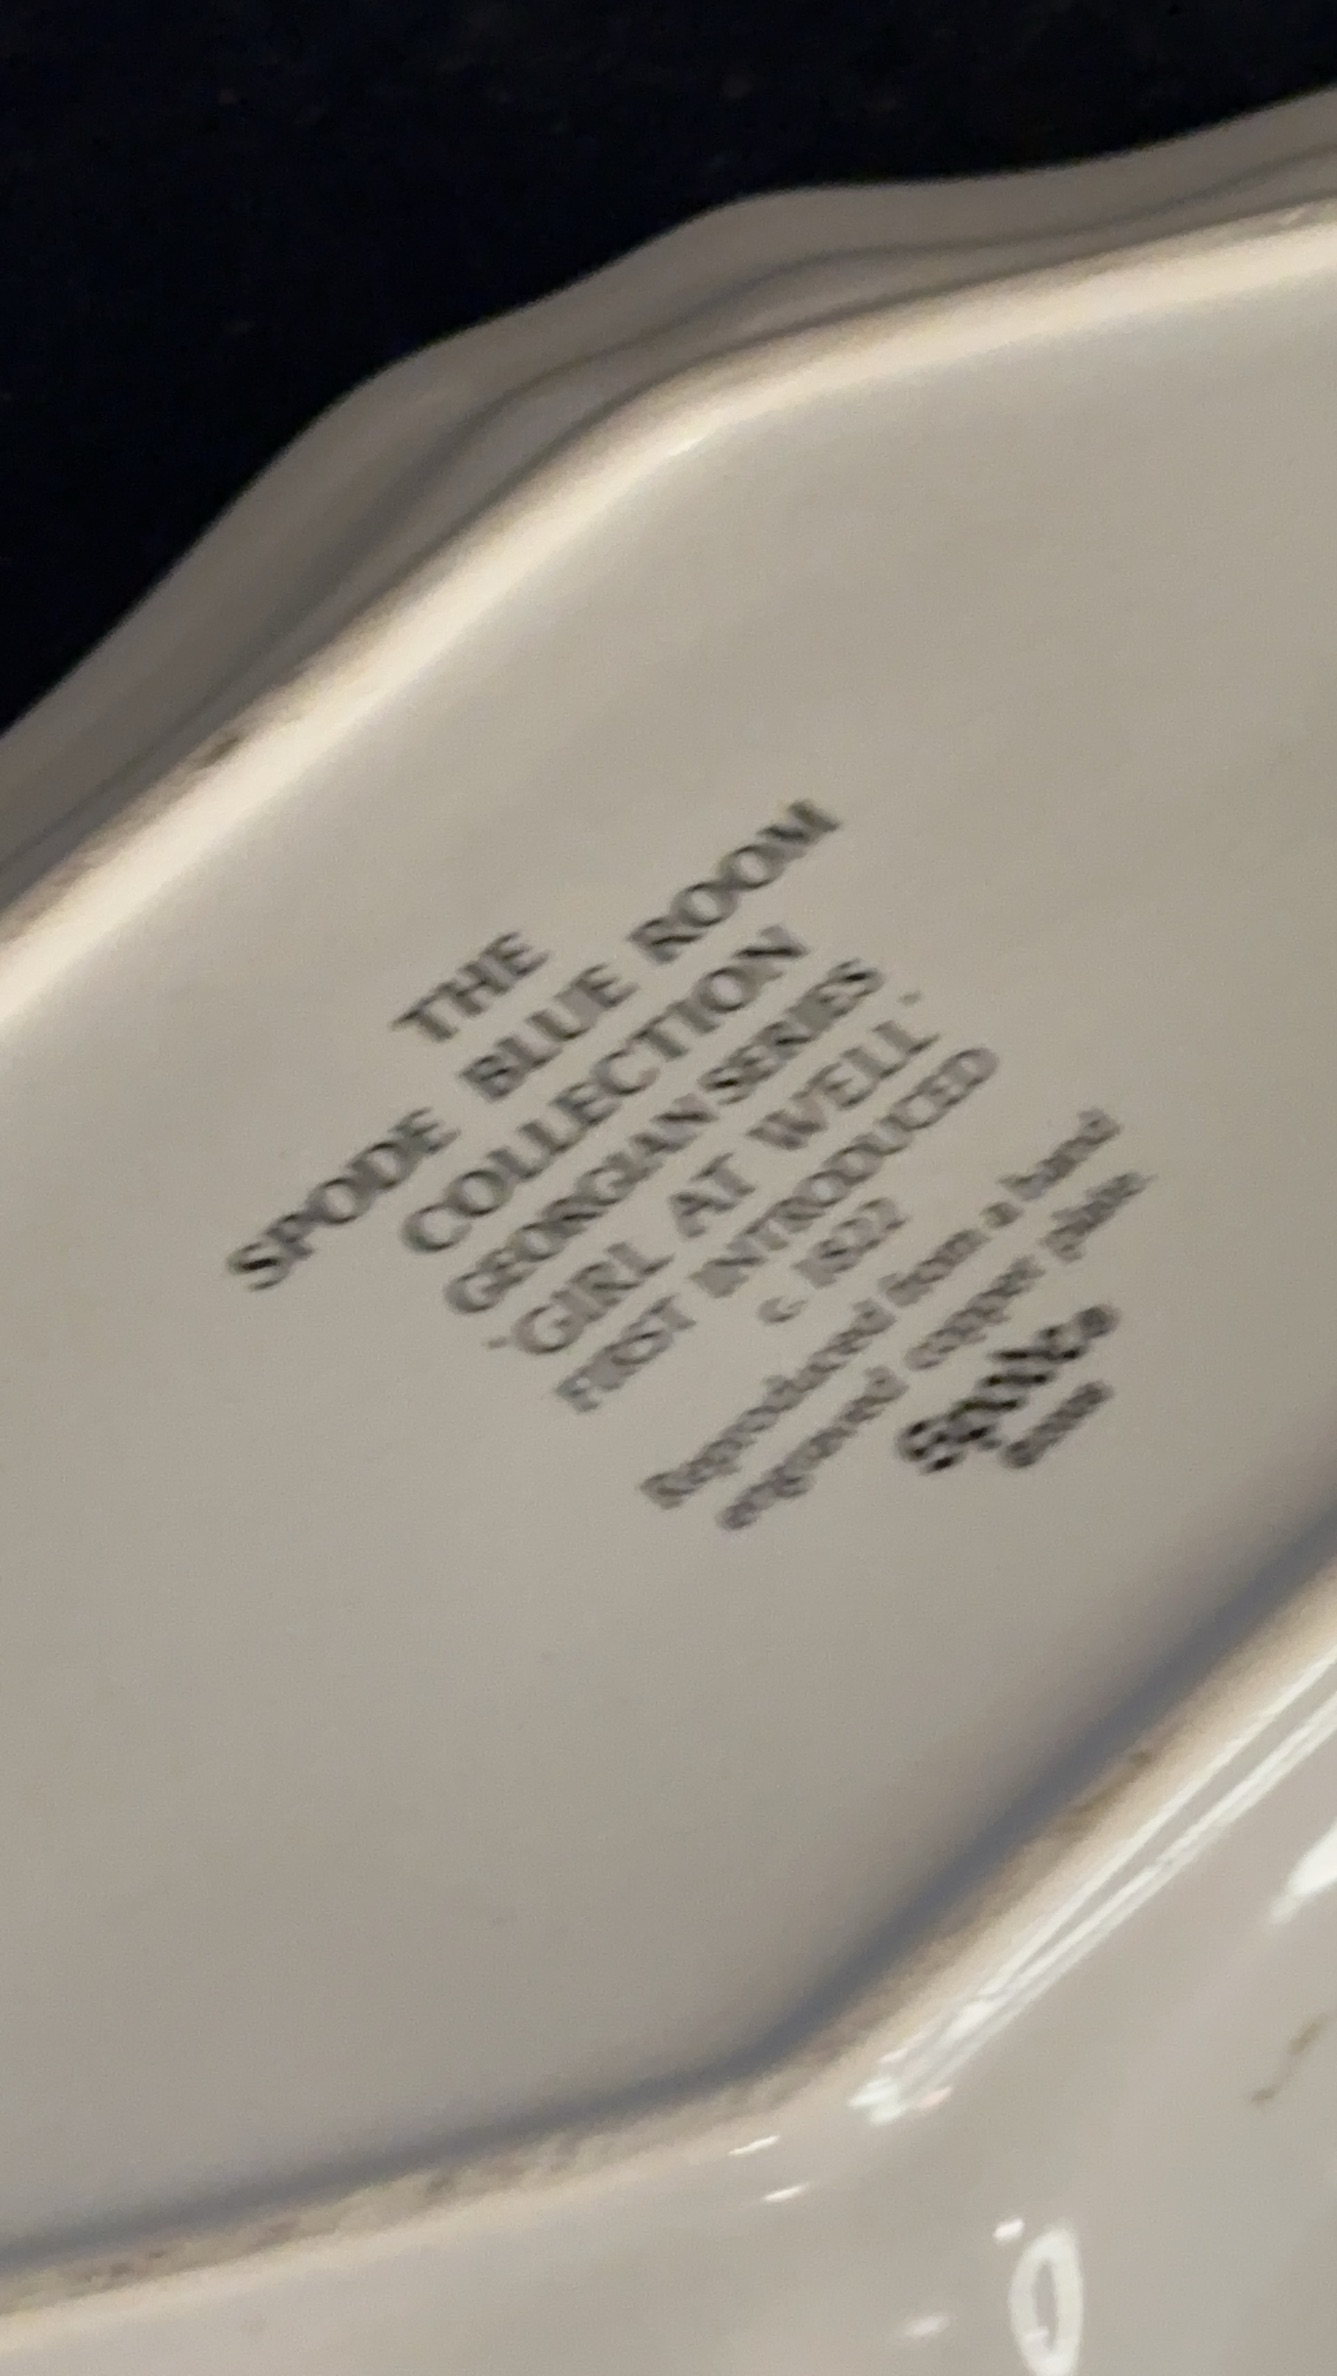 THE
SPODE BLUE ROOM
COLLECTION
GEORGIAN SERIES
"GIRL AT WELL"
FIRST INTRODUCED
c. 1822
Reproduced from a hand
engraved copper plate.
Spode